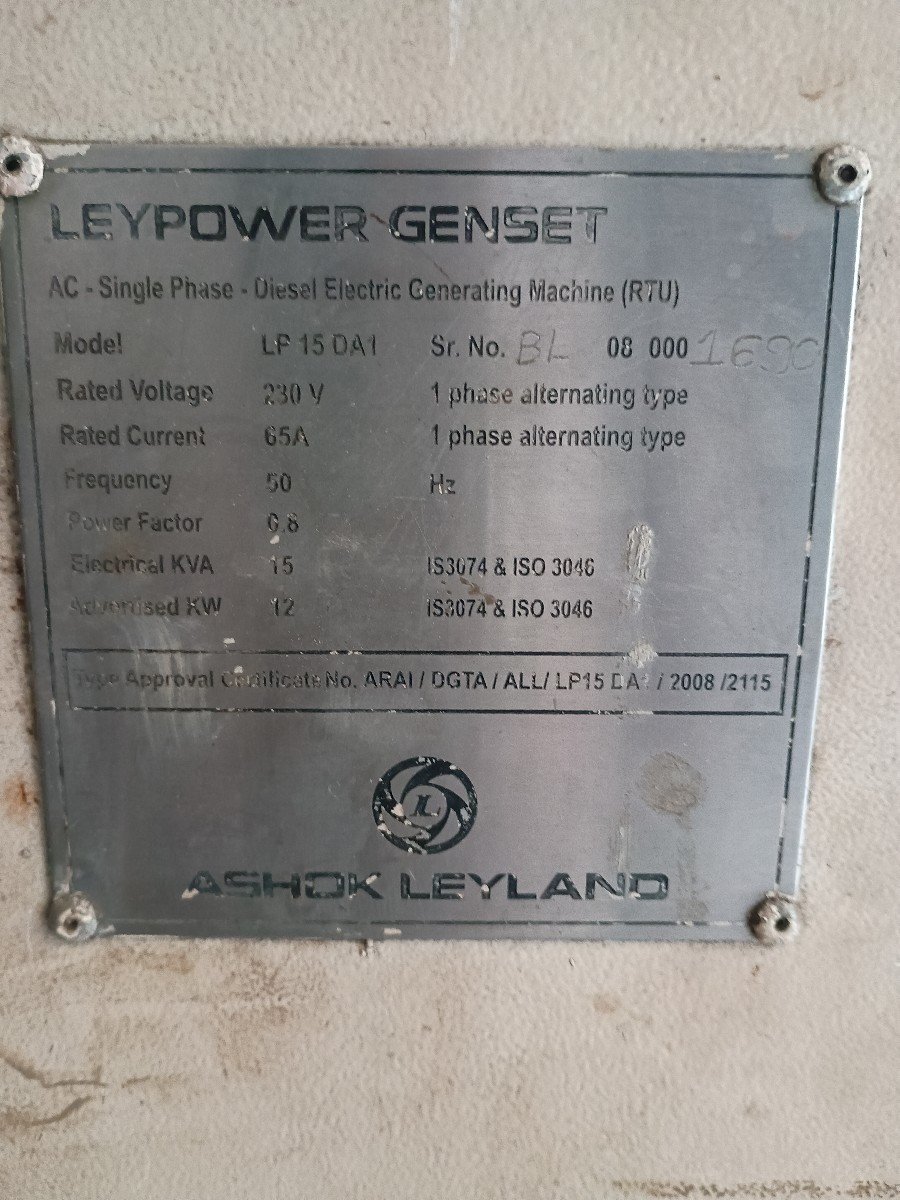 LEYPOWER GENSET
AC - Single Phase - Diesel Electric Generating Machine (RTU)
Model LP 15 DA1 Sr. No. BL 08 000 1690
Rated Voltage 230 V 1 phase alternating type
Rated Current 65A 1 phase alternating type
Frequency 50 Hz
Power Factor 0.8
Electrical KVA 15 IS3074 & ISO 3046
Advertised KW 12 IS3074 & ISO 3046
Type Approval Certificate No. ARAI / DGTA / ALL/ LP15 DA1 / 2008 /2115
L
ASHOK LEYLAND